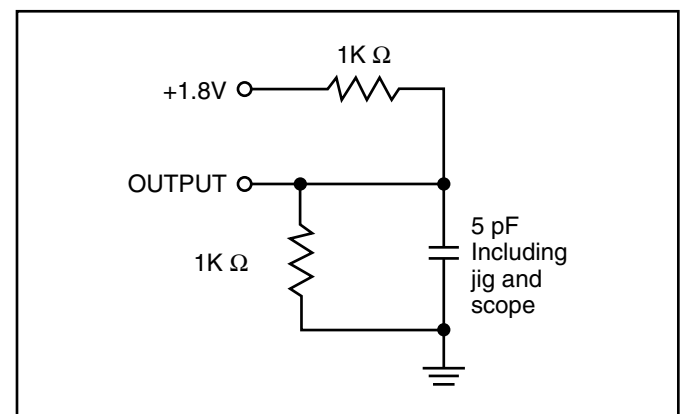 1K Ω
+1.8V
OUTPUT
1K Ω
5 pF
Including
jig and
scope